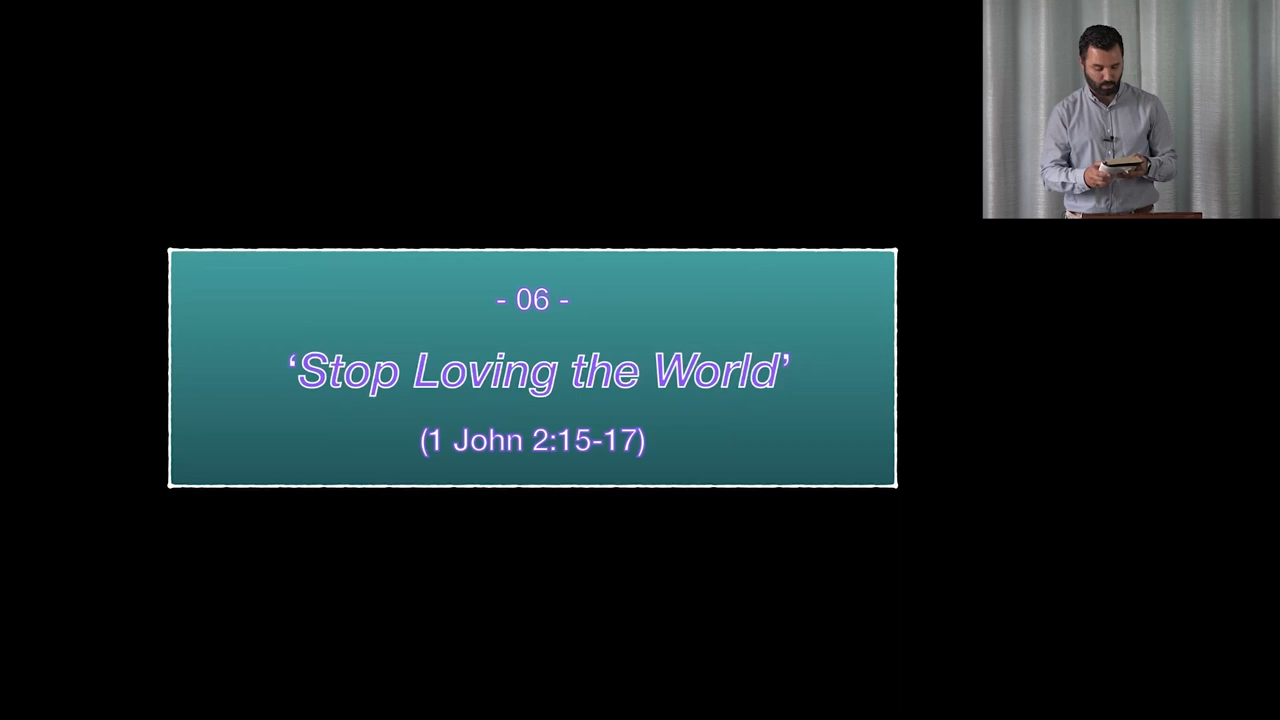 - 06 -
‘Stop Loving the World’
(1 John 2:15-17)